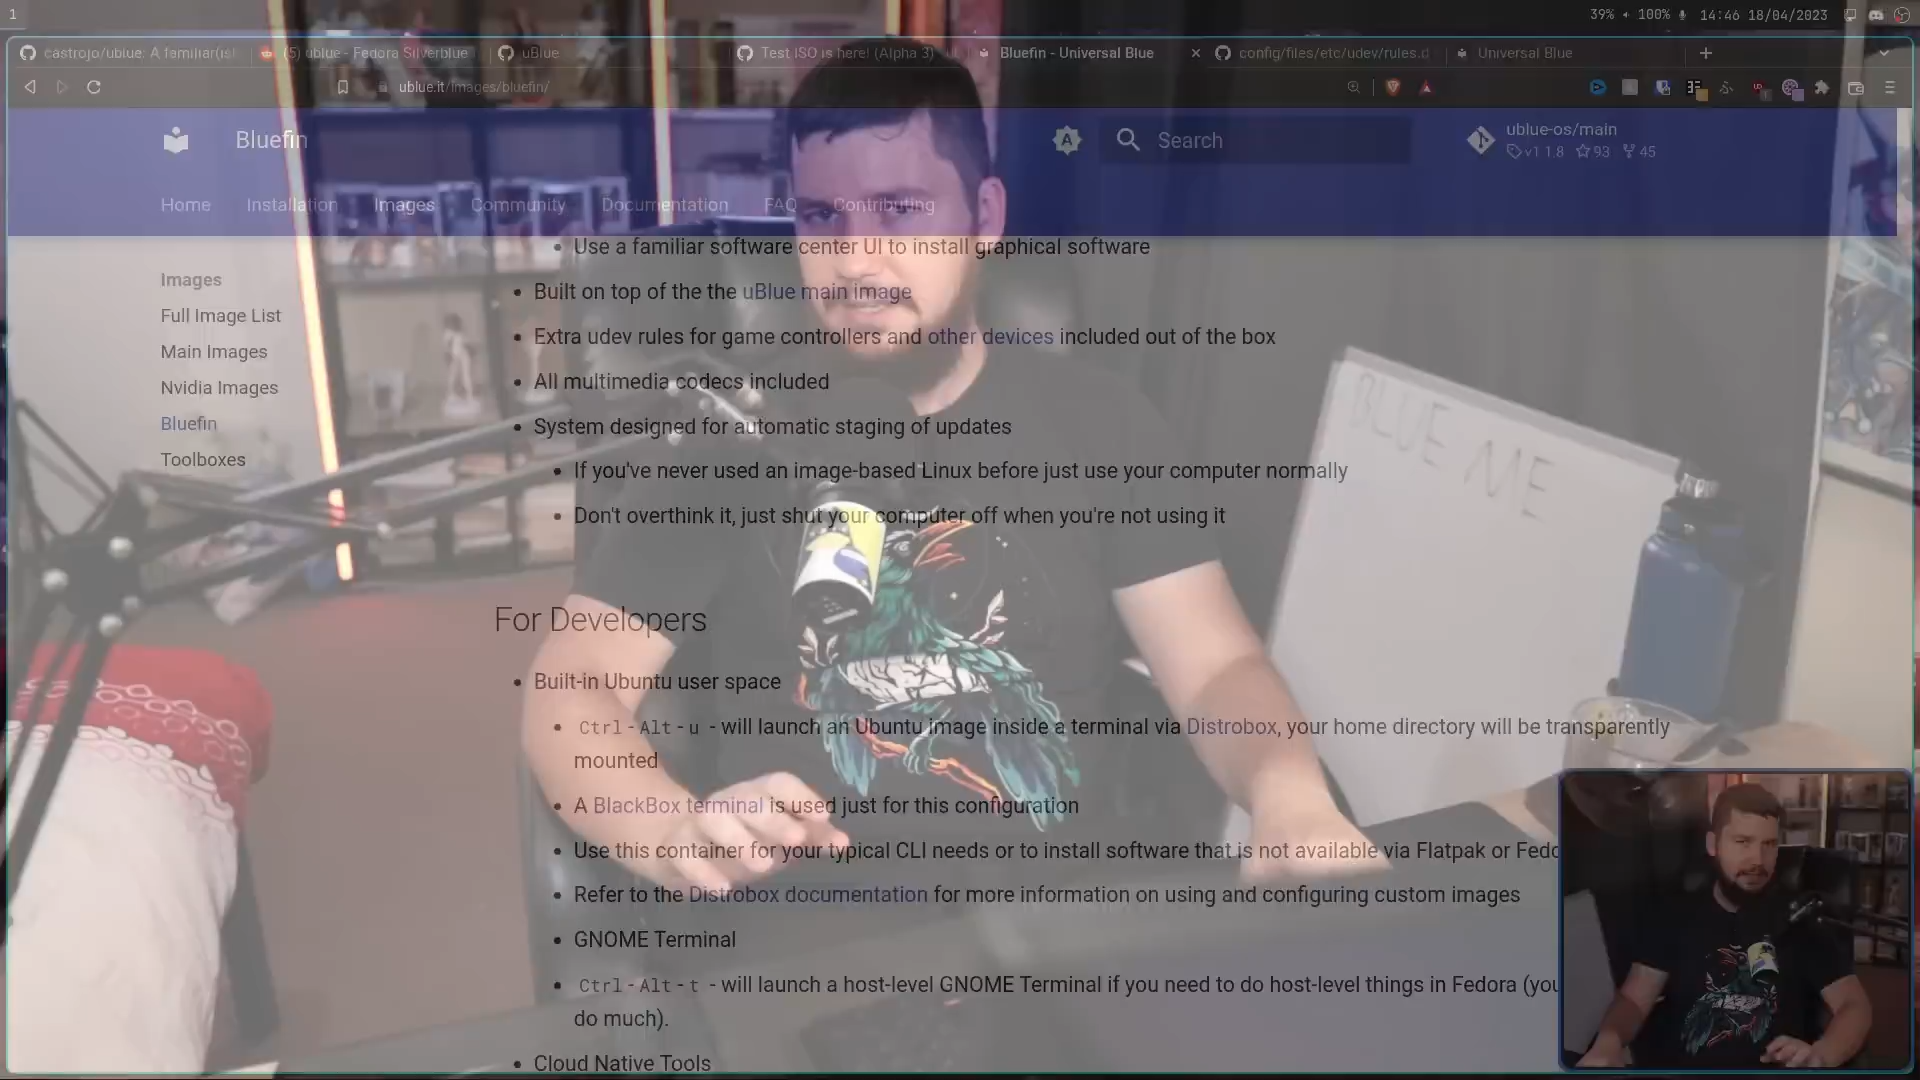 1
39% 100% 14:46 18/04/2023
castrojo/ublue: A familiar(is
(5) ublue - Fedora Silverblue
uBlue
Test ISO is here! (Alpha 3)
Bluefin - Universal Blue
config/files/etc/udev/rules.d
Universal Blue
ublue.it/images/bluefin/
Bluefin
Search
ublue-os/main
v1 1.8 93 45
Home Installation Images Community Documentation FAQ Contributing
Images
Full Image List
Main Images
Nvidia Images
Bluefin
Toolboxes
Use a familiar software center UI to install graphical software
Built on top of the the uBlue main image
Extra udev rules for game controllers and other devices included out of the box
All multimedia codecs included
System designed for automatic staging of updates
If you've never used an image-based Linux before just use your computer normally
Don't overthink it, just shut your computer off when you're not using it
For Developers
Built-in Ubuntu user space
Ctrl-Alt-u - will launch an Ubuntu image inside a terminal via Distrobox, your home directory will be transparently
mounted
A BlackBox terminal is used just for this configuration
Use this container for your typical CLI needs or to install software that is not available via Flatpak or Fedo
Refer to the Distrobox documentation for more information on using and configuring custom images
GNOME Terminal
Ctrl-Alt-t - will launch a host-level GNOME Terminal if you need to do host-level things in Fedora (you
do much).
Cloud Native Tools
BLUE ME